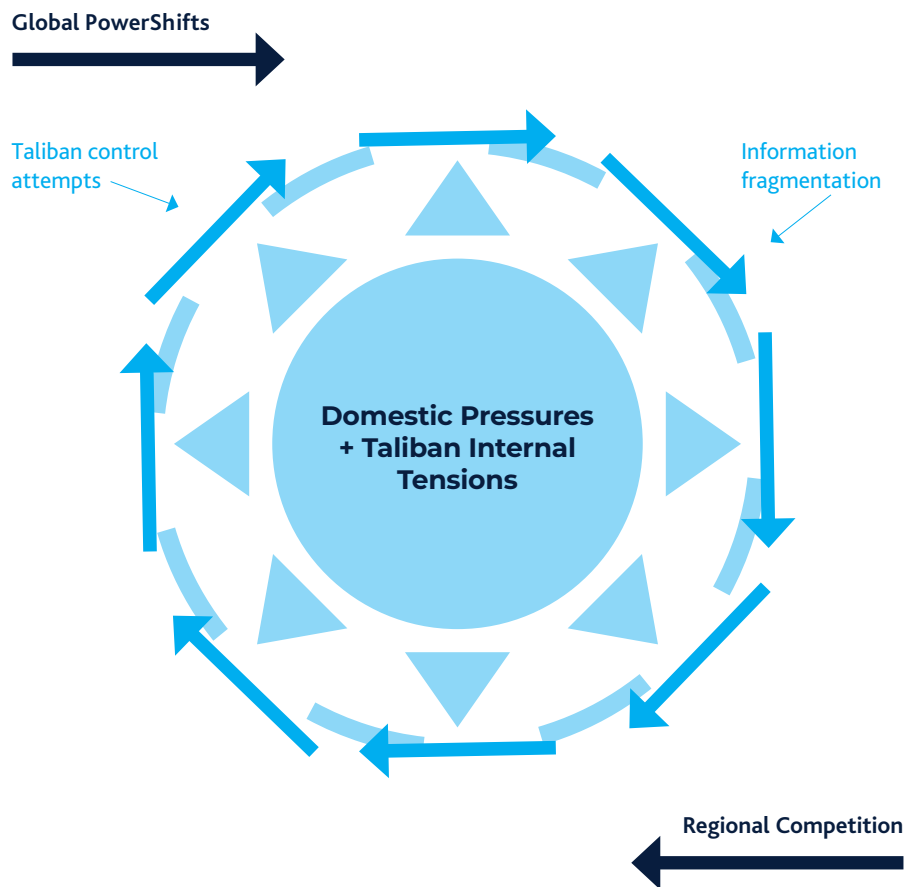 Global PowerShifts
Taliban control
attempts
Information
fragmentation
Domestic Pressures
+ Taliban Internal
Tensions
Regional Competition